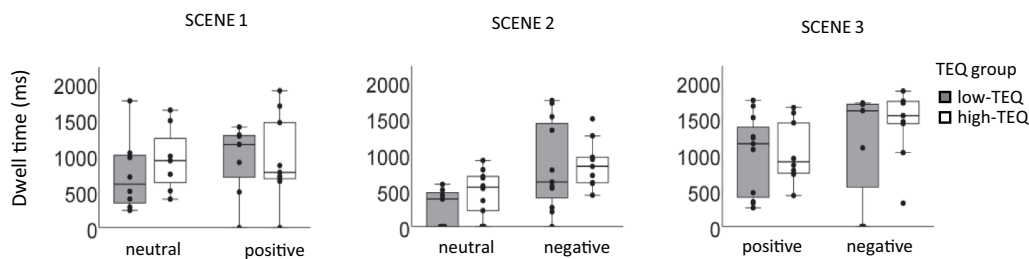 SCENE 1
SCENE 2
SCENE 3
Dwell time (ms)
2000
1500
1000
500
0
neutral
positive
2000
1500
1000
500
0
neutral
negative
2000
1500
1000
500
0
positive
negative
TEQ group
low-TEQ
high-TEQ